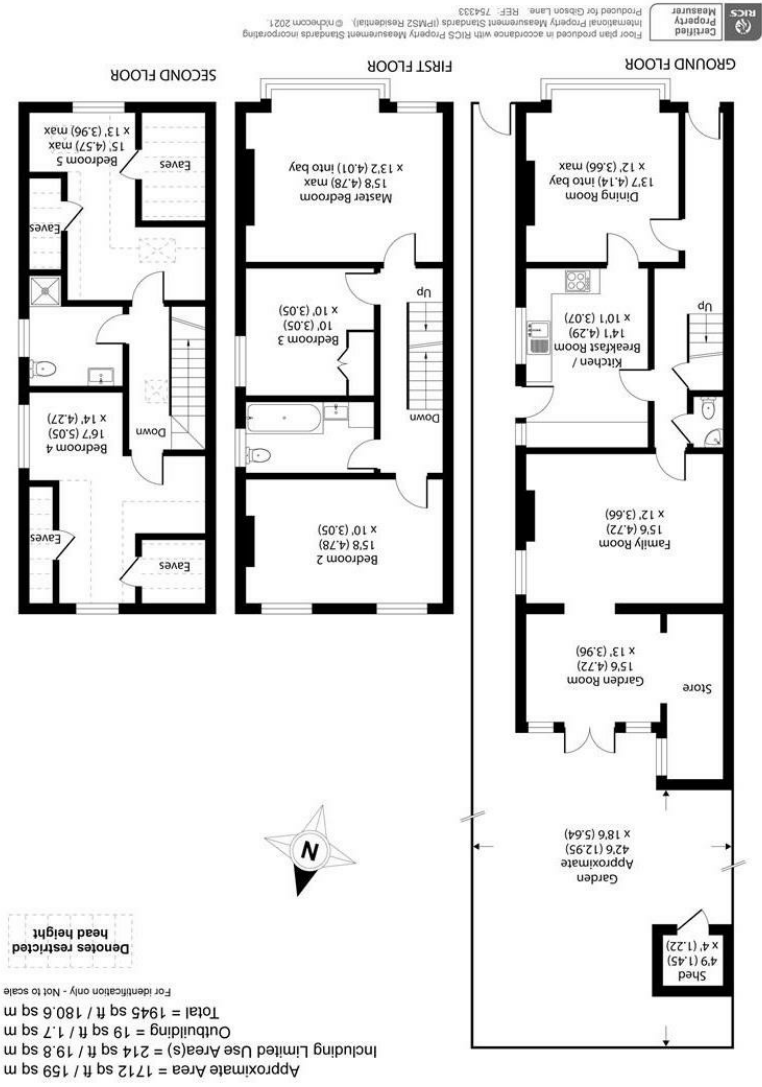 Approximate Area = 1712 sq ft / 159 sq m
Including Limited Use Area(s) = 214 sq ft / 19.8 sq m
Outbuilding = 19 sq ft / 1.7 sq m
Total = 1945 sq ft / 180.6 sq m
For identification only - Not to scale
Denotes restricted
head height
Shed
4'9 (1.45)
x 4' (1.22)
Garden
Approximate
42'6 (12.95)
x 18'6 (5.64)
N
Store
Garden Room
15'6 (4.72)
x 13' (3.96)
Family Room
15'6 (4.72)
x 12' (3.66)
Kitchen /
Breakfast Room
14'1 (4.29)
x 10'1 (3.07)
Up
Dining Room
13'7 (4.14) into bay
x 12' (3.66) max
GROUND FLOOR
Bedroom 2
15'8 (4.78)
x 10' (3.05)
Down
Bedroom 3
10' (3.05)
x 10' (3.05)
Up
Master Bedroom
15'8 (4.78) max
x 13'2 (4.01) into bay
FIRST FLOOR
Eaves
Eaves
Bedroom 4
16'7 (5.05)
x 14' (4.27)
Down
Eaves
Eaves
Bedroom 5
15' (4.57) max
x 13' (3.96) max
SECOND FLOOR
RICS
Certified
Property
Measurer
Floor plan produced in accordance with RICS Property Measurement Standards incorporating
International Property Measurement Standards (IPMS2 Residential). © nichecom 2021.
Produced for Gibson Lane. REF: 754333